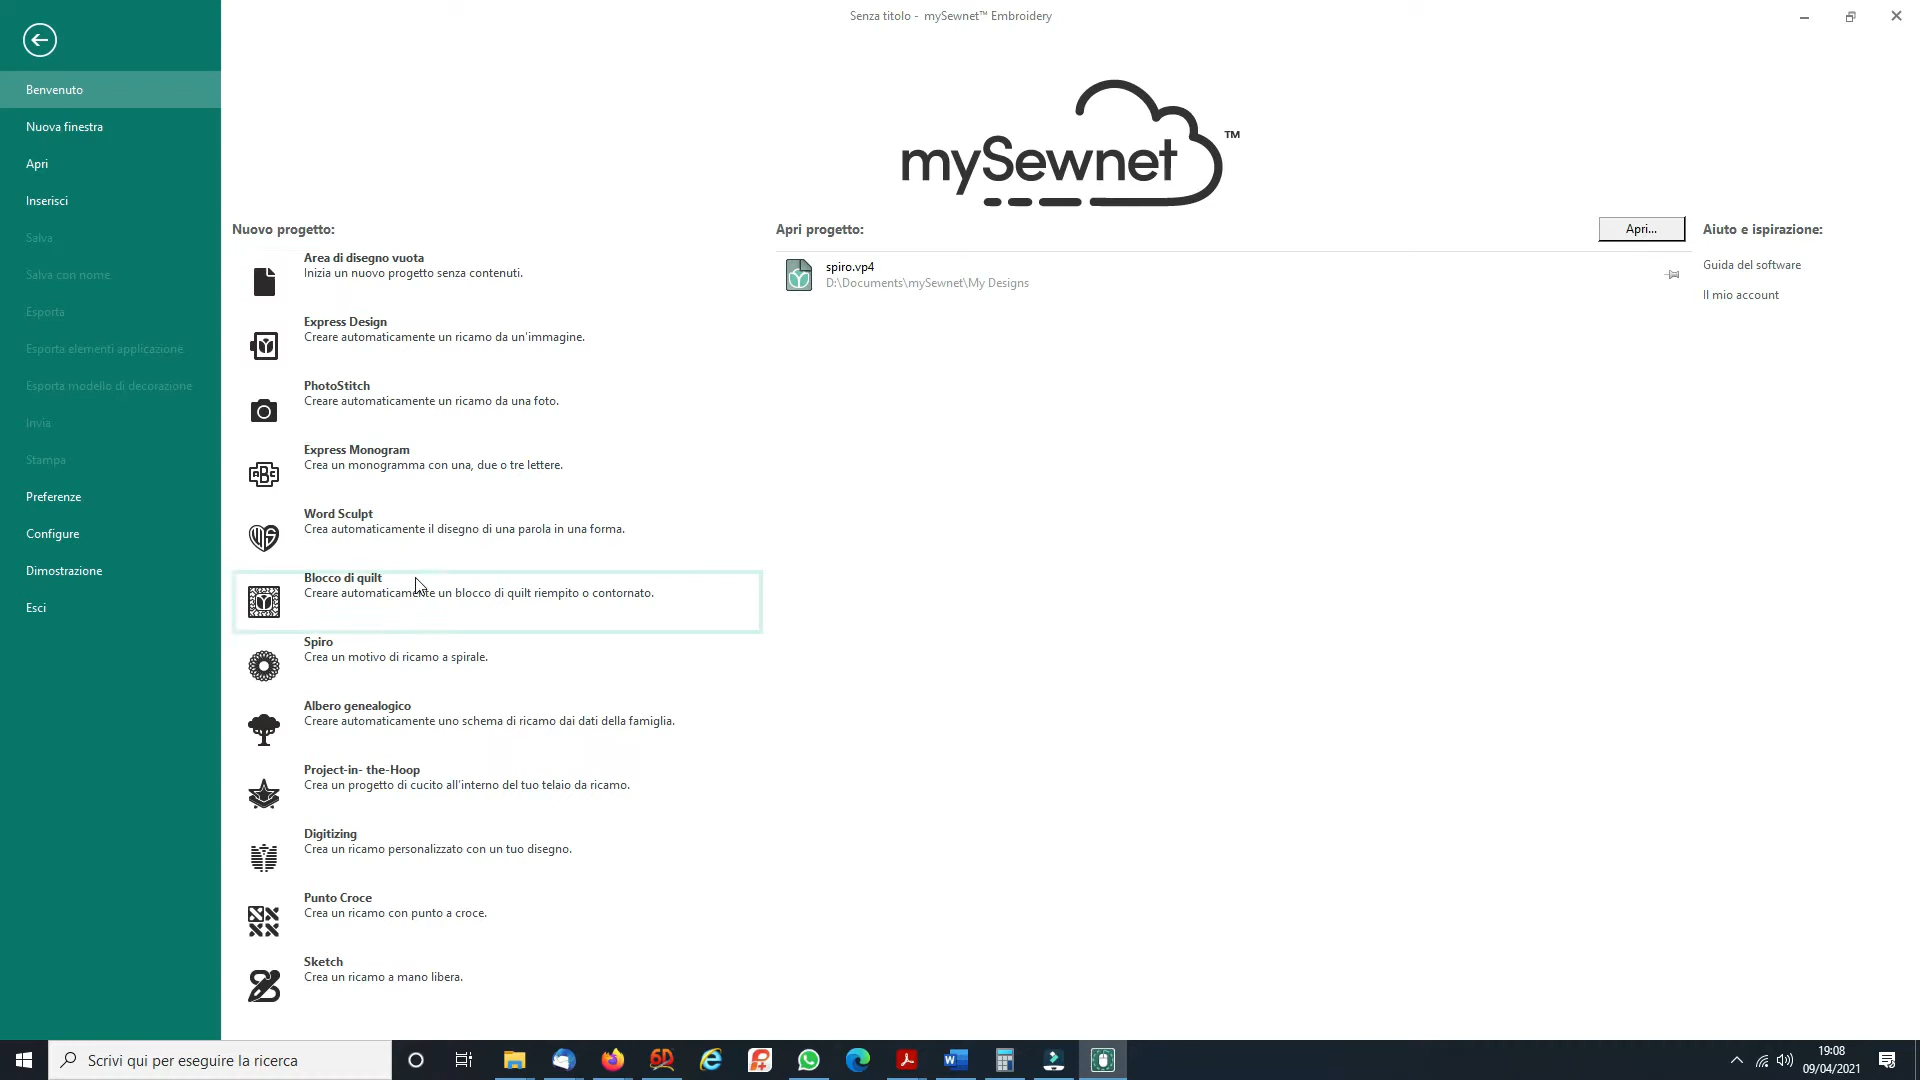 Senza titolo - mySewnet™ Embroidery
Benvenuto
Nuova finestra
Apri
Inserisci
Salva
Salva con nome
Esporta
Esporta elementi applicazione
Esporta modello di decorazione
Invia
Stampa
Preferenze
Configure
Dimostrazione
Esci
mySewnet™
Nuovo progetto:
Area di disegno vuota
Inizia un nuovo progetto senza contenuti.
Express Design
Creare automaticamente un ricamo da un'immagine.
PhotoStitch
Creare automaticamente un ricamo da una foto.
Express Monogram
Crea un monogramma con una, due o tre lettere.
Word Sculpt
Crea automaticamente il disegno di una parola in una forma.
Blocco di quilt
Creare automaticamente un blocco di quilt riempito o contornato.
Spiro
Crea un motivo di ricamo a spirale.
Albero genealogico
Creare automaticamente uno schema di ricamo dai dati della famiglia.
Project-in- the-Hoop
Crea un progetto di cucito all'interno del tuo telaio da ricamo.
Digitizing
Crea un ricamo personalizzato con un tuo disegno.
Punto Croce
Crea un ricamo con punto a croce.
Sketch
Crea un ricamo a mano libera.
Apri progetto:
Apri...
spiro.vp4
D:\Documents\mySewnet\My Designs
Aiuto e ispirazione:
Guida del software
Il mio account
Scrivi qui per eseguire la ricerca
19:08
09/04/2021